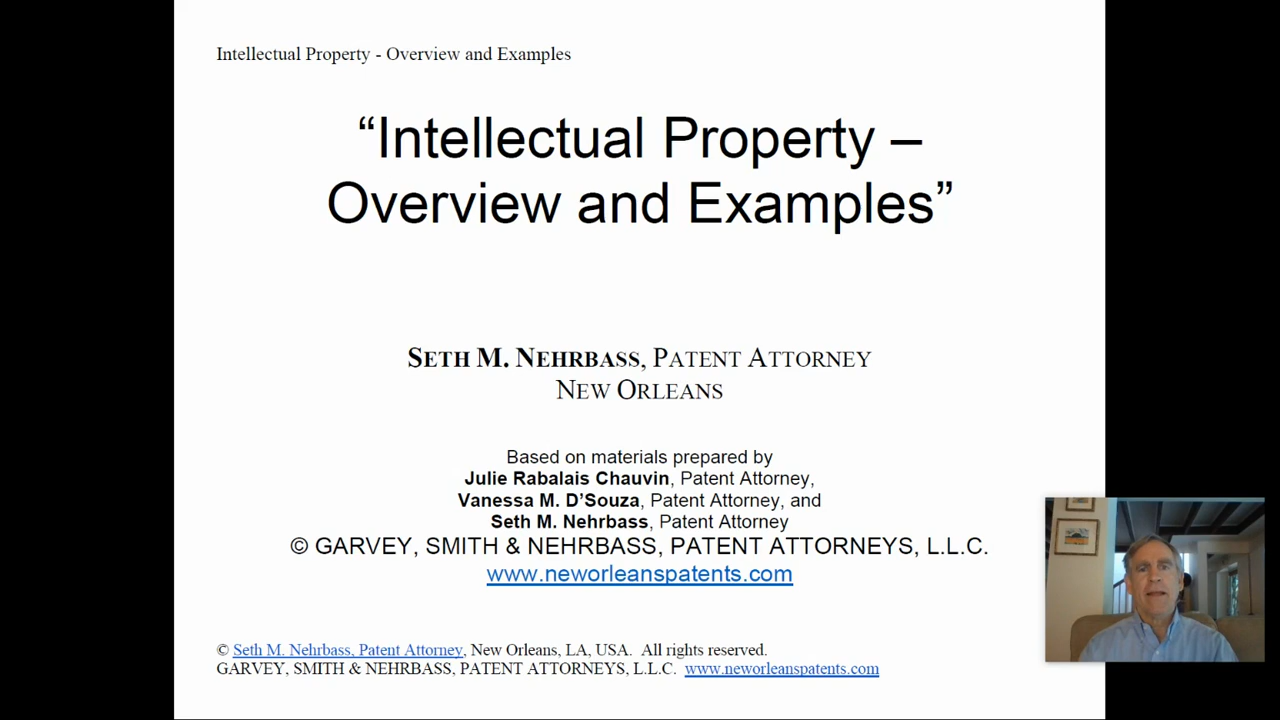 Intellectual Property - Overview and Examples
“Intellectual Property –
Overview and Examples”
SETH M. NEHRBASS, PATENT ATTORNEY
NEW ORLEANS
Based on materials prepared by
Julie Rabalais Chauvin, Patent Attorney,
Vanessa M. D’Souza, Patent Attorney, and
Seth M. Nehrbass, Patent Attorney
© GARVEY, SMITH & NEHRBASS, PATENT ATTORNEYS, L.L.C.
www.neworleanspatents.com
© Seth M. Nehrbass, Patent Attorney, New Orleans, LA, USA.  All rights reserved.
GARVEY, SMITH & NEHRBASS, PATENT ATTORNEYS, L.L.C.  www.neworleanspatents.com